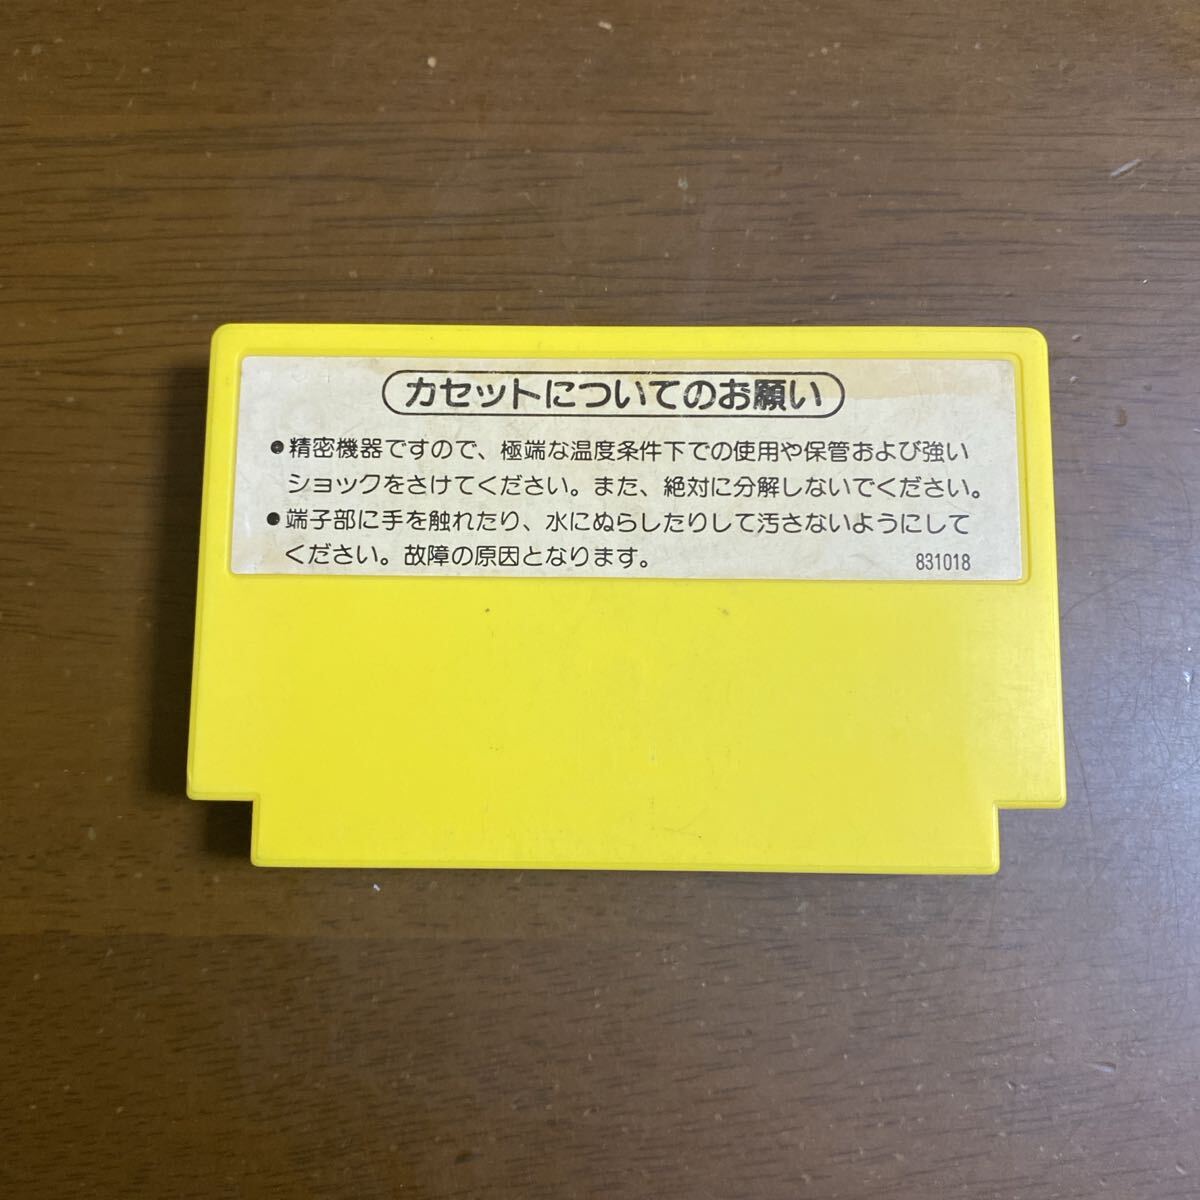 カセットについてのお願い
●精密機器ですので、極端な温度条件下での使用や保管および強い
ショックをさけてください。また、絶対に分解しないでください。
●端子部に手を触れたり、水にぬらしたりして汚さないようにして
ください。故障の原因となります。
831018